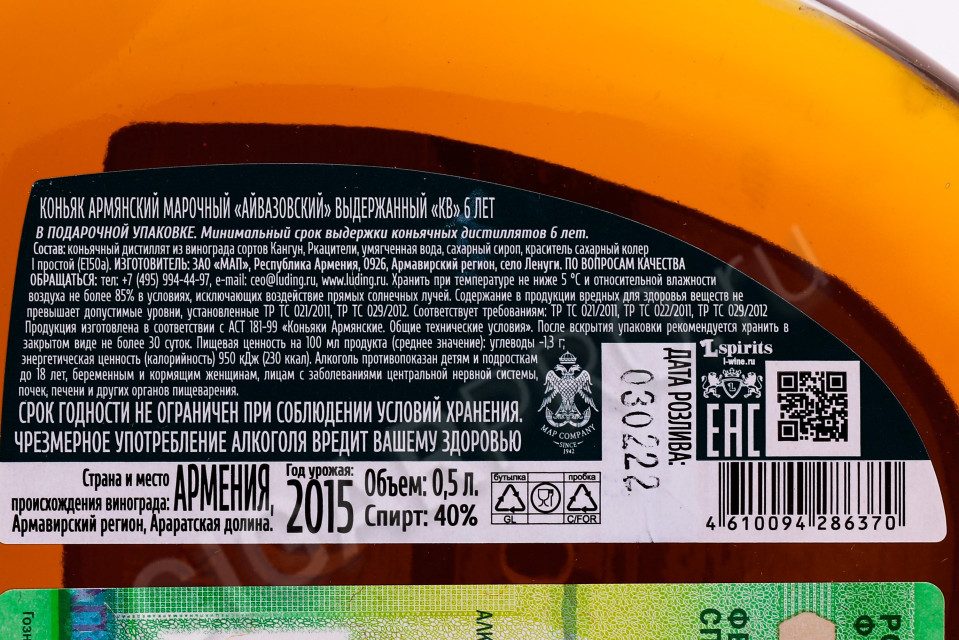 КОНЬЯК АРМЯНСКИЙ МАРОЧНЫЙ «АЙВАЗОВСКИЙ» ВЫДЕРЖАННЫЙ «КВ» 6 ЛЕТ
В ПОДАРОЧНОЙ УПАКОВКЕ. Минимальный срок выдержки коньячных дистиллятов 6 лет.
Состав: коньячный дистиллят из винограда сортов Кангун, Ркацители, умягченная вода, сахарный сироп, краситель сахарный колер
I простой (E150a). ИЗГОТОВИТЕЛЬ: ЗАО «МАП», Республика Армения, 0926, Армавирский регион, село Ленуги. ПО ВОПРОСАМ КАЧЕСТВА
ОБРАЩАТЬСЯ: тел: +7 (495) 994-44-97, e-mail: ceo@luding.ru, www.luding.ru. Хранить при температуре не ниже 5 °C и относительной влажности
воздуха не более 85% в условиях, исключающих воздействие прямых солнечных лучей. Содержание в продукции вредных для здоровья веществ не
превышает допустимые уровни, установленные ТР ТС 021/2011, ТР ТС 029/2012. Соответствует требованиям: ТР ТС 021/2011, ТР ТС 022/2011, ТР ТС 029/2012
Продукция изготовлена в соответствии с АСТ 181-99 «Коньяки Армянские. Общие технические условия». После вскрытия упаковки рекомендуется хранить в
закрытом виде не более 30 суток. Пищевая ценность на 100 мл продукта (среднее значение): углеводы –1,3 г;
энергетическая ценность (калорийность) 950 кДж (230 ккал). Алкоголь противопоказан детям и подросткам
до 18 лет, беременным и кормящим женщинам, лицам с заболеваниями центральной нервной системы,
почек, печени и других органов пищеварения.
СРОК ГОДНОСТИ НЕ ОГРАНИЧЕН ПРИ СОБЛЮДЕНИИ УСЛОВИЙ ХРАНЕНИЯ.
ЧРЕЗМЕРНОЕ УПОТРЕБЛЕНИЕ АЛКОГОЛЯ ВРЕДИТ ВАШЕМУ ЗДОРОВЬЮ
MAP COMPANY
SINCE
1942
ДАТА РОЗЛИВА:
030222
Lspirits
l-wine.ru
EAC
Страна и место
происхождения винограда: АРМЕНИЯ,
Армавирский регион, Араратская долина.
Год урожая:
2015
Объем: 0,5 л.
Спирт: 40%
бутылка
GL
пробка
C/FOR
4 610094 286370